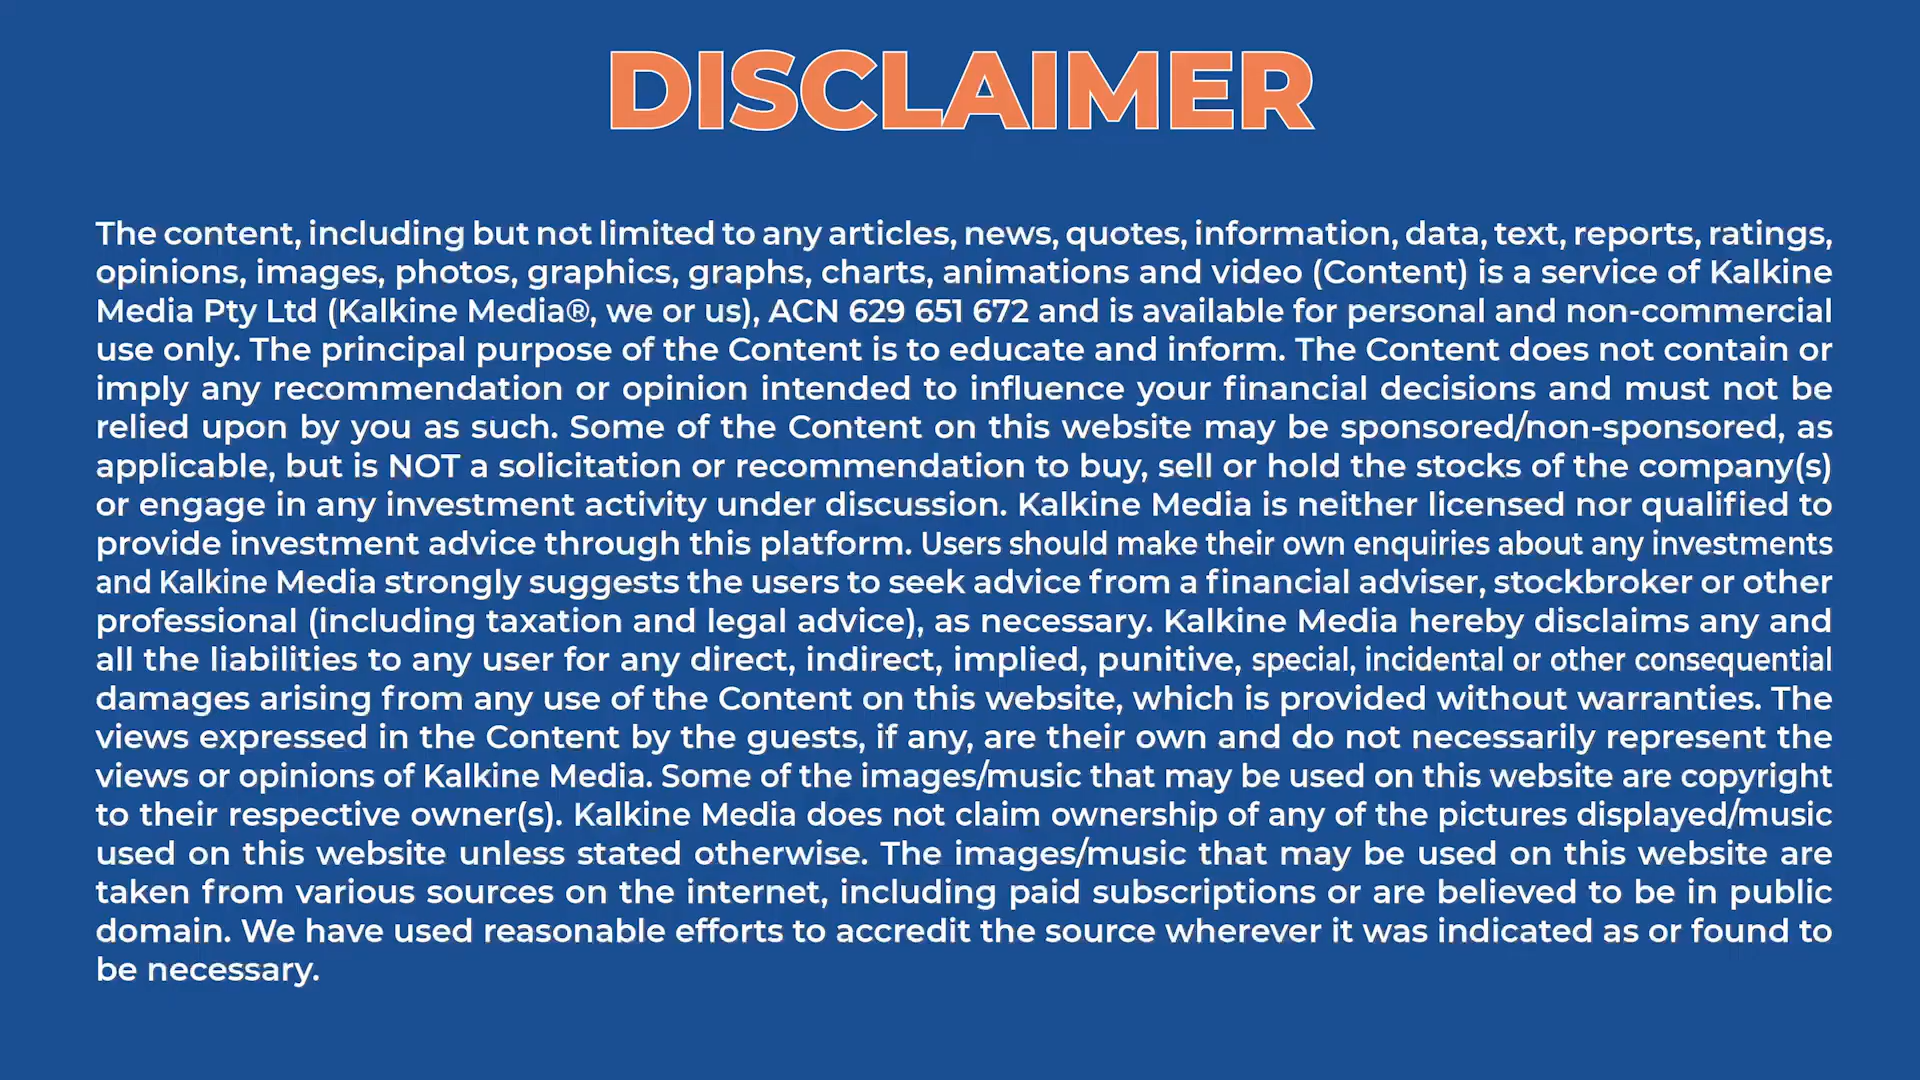 DISCLAIMER
The content, including but not limited to any articles, news, quotes, information, data, text, reports, ratings,
opinions, images, photos, graphics, graphs, charts, animations and video (Content) is a service of Kalkine
Media Pty Ltd (Kalkine Media®, we or us), ACN 629 651 672 and is available for personal and non-commercial
use only. The principal purpose of the Content is to educate and inform. The Content does not contain or
imply any recommendation or opinion intended to influence your financial decisions and must not be
relied upon by you as such. Some of the Content on this website may be sponsored/non-sponsored, as
applicable, but is NOT a solicitation or recommendation to buy, sell or hold the stocks of the company(s)
or engage in any investment activity under discussion. Kalkine Media is neither licensed nor qualified to
provide investment advice through this platform. Users should make their own enquiries about any investments
and Kalkine Media strongly suggests the users to seek advice from a financial adviser, stockbroker or other
professional (including taxation and legal advice), as necessary. Kalkine Media hereby disclaims any and
all the liabilities to any user for any direct, indirect, implied, punitive, special, incidental or other consequential
damages arising from any use of the Content on this website, which is provided without warranties. The
views expressed in the Content by the guests, if any, are their own and do not necessarily represent the
views or opinions of Kalkine Media. Some of the images/music that may be used on this website are copyright
to their respective owner(s). Kalkine Media does not claim ownership of any of the pictures displayed/music
used on this website unless stated otherwise. The images/music that may be used on this website are
taken from various sources on the internet, including paid subscriptions or are believed to be in public
domain. We have used reasonable efforts to accredit the source wherever it was indicated as or found to
be necessary.